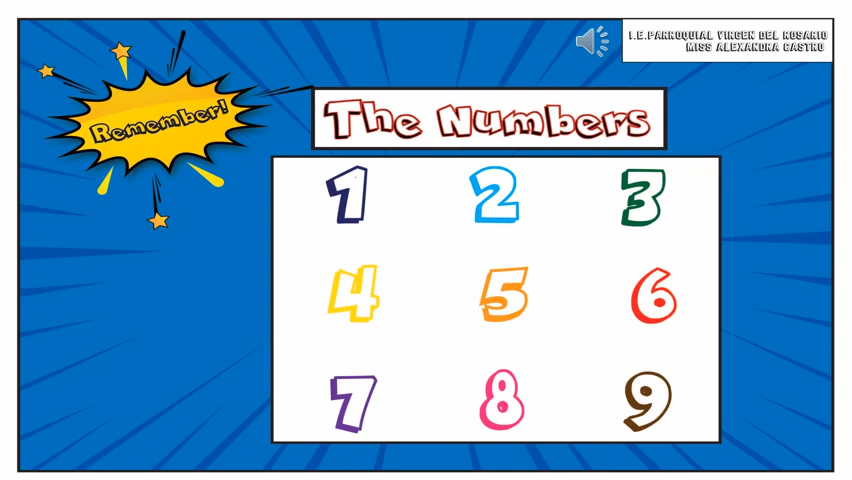 I.E.PARROQUIAL VIRGEN DEL ROSARIO
MISS ALEXANDRA CASTRO
Remember!
The Numbers
1 2 3
4 5 6
7 8 9